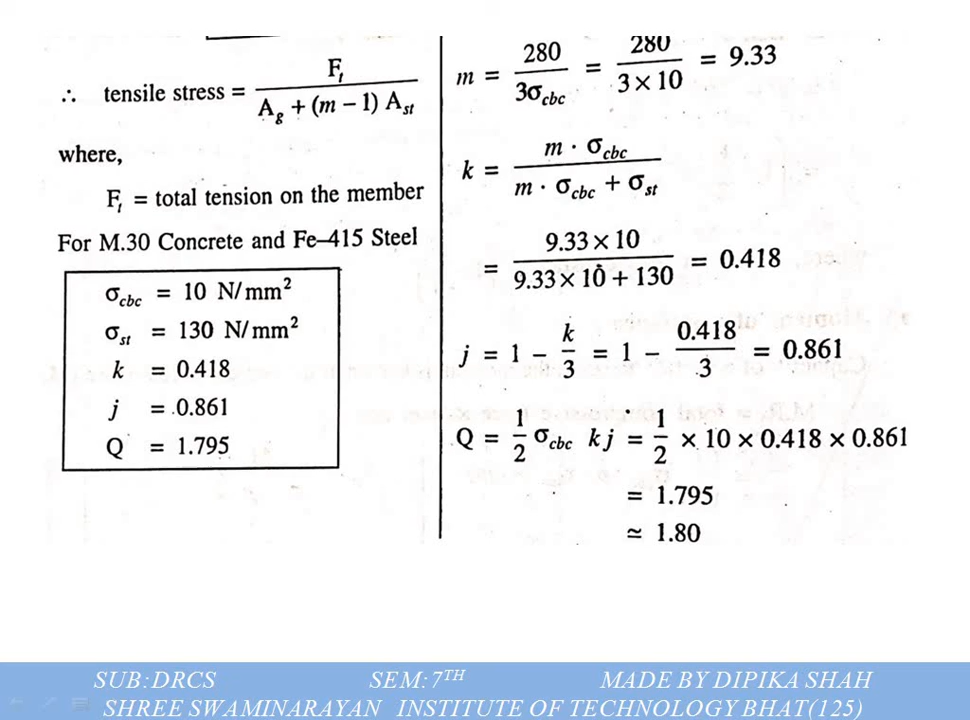 ∴ tensile stress = Fₜ / (A_g + (m – 1) A_st)
where,
Fₜ = total tension on the member
For M.30 Concrete and Fe–415 Steel
σ_cbc = 10 N/mm²
σ_st = 130 N/mm²
k = 0.418
j = 0.861
Q = 1.795
m = 280 / 3σ_cbc = 280 / (3 × 10) = 9.33
k = m · σ_cbc / (m · σ_cbc + σ_st)
= 9.33 × 10 / (9.33 × 10 + 130) = 0.418
j = 1 – k/3 = 1 – 0.418/3 = 0.861
Q = 1/2 σ_cbc k j = 1/2 × 10 × 0.418 × 0.861
= 1.795
≃ 1.80
SUB:DRCS SEM:7TH MADE BY DIPIKA SHAH
SHREE SWAMINARAYAN INSTITUTE OF TECHNOLOGY BHAT(125)